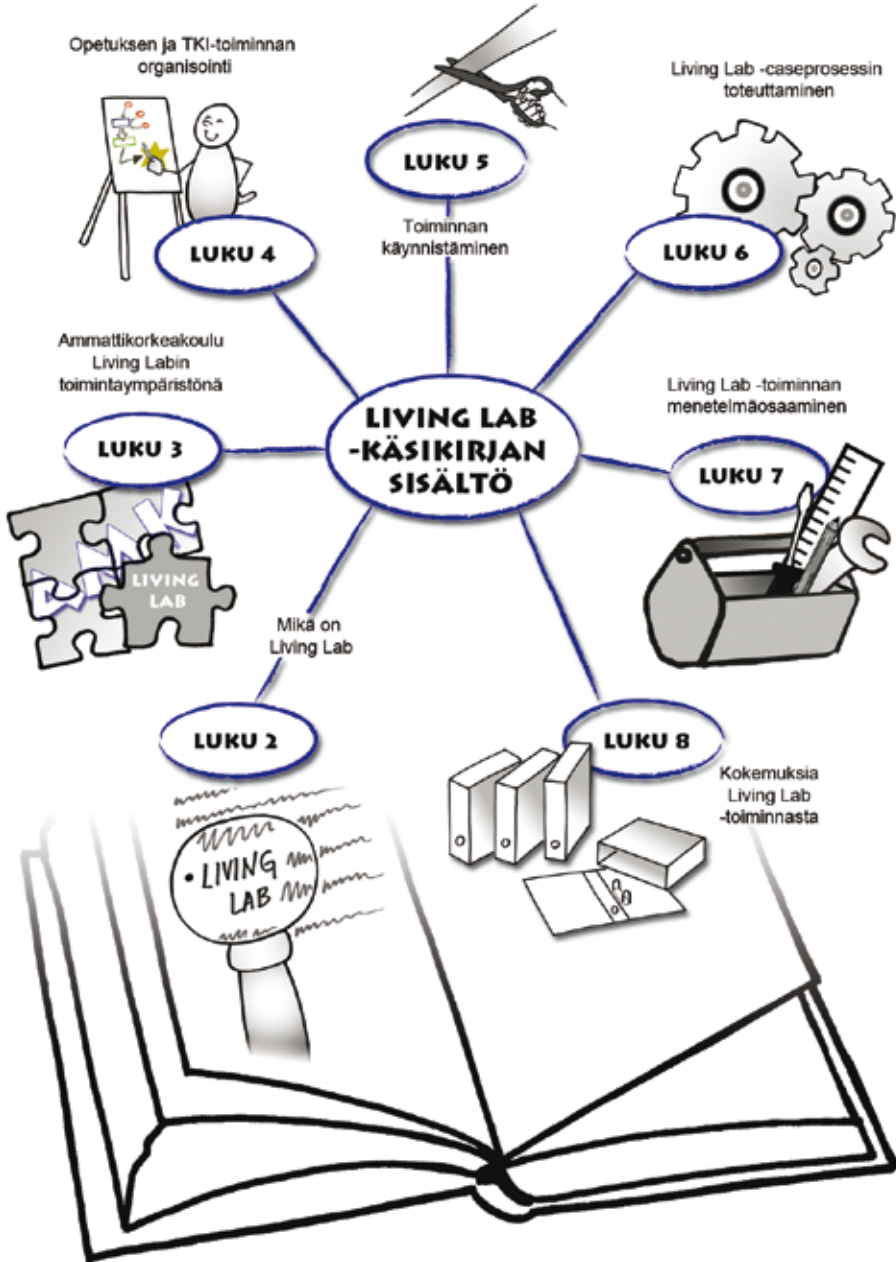 Opetuksen ja TKI-toiminnan
organisointi
LUKU 4
LUKU 5
Toiminnan
käynnistäminen
Living Lab -caseprosessin
toteuttaminen
LUKU 6
Ammattikorkeakoulu
Living Labin
toimintaympäristönä
LUKU 3
LIVING
LAB
LIVING LAB
-KÄSIKIRJAN
SISÄLTÖ
Living Lab -toiminnan
menetelmäosaaminen
LUKU 7
Mikä on
Living Lab
LUKU 2
• LIVING
LAB
LUKU 8
Kokemuksia
Living Lab
-toiminnasta